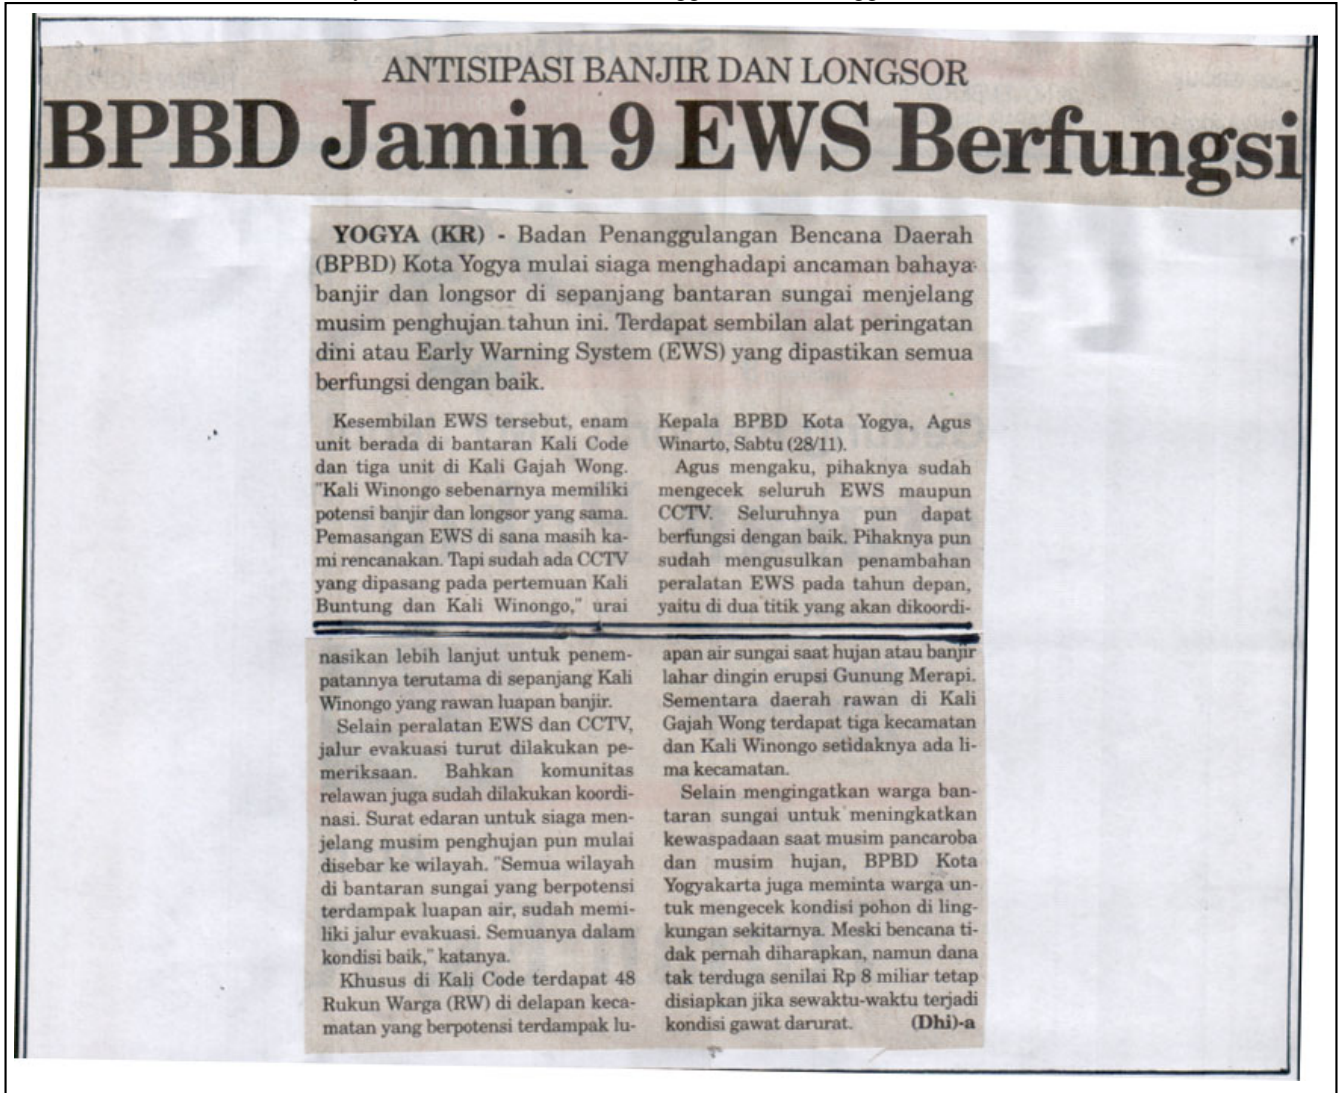 ANTISIPASI BANJIR DAN LONGSOR
BPBD Jamin 9 EWS Berfungsi
YOGYA (KR) - Badan Penanggulangan Bencana Daerah
(BPBD) Kota Yogya mulai siaga menghadapi ancaman bahaya
banjir dan longsor di sepanjang bantaran sungai menjelang
musim penghujan tahun ini. Terdapat sembilan alat peringatan
dini atau Early Warning System (EWS) yang dipastikan semua
berfungsi dengan baik.
Kesembilan EWS tersebut, enam
unit berada di bantaran Kali Code
dan tiga unit di Kali Gajah Wong.
"Kali Winongo sebenarnya memiliki
potensi banjir dan longsor yang sama.
Pemasangan EWS di sana masih ka-
mi rencanakan. Tapi sudah ada CCTV
yang dipasang pada pertemuan Kali
Buntung dan Kali Winongo," urai
Kepala BPBD Kota Yogya, Agus
Winarto, Sabtu (28/11).
Agus mengaku, pihaknya sudah
mengecek seluruh EWS maupun
CCTV. Seluruhnya pun dapat
berfungsi dengan baik. Pihaknya pun
sudah mengusulkan penambahan
peralatan EWS pada tahun depan,
yaitu di dua titik yang akan dikoordi-
nasikan lebih lanjut untuk penem-
patannya terutama di sepanjang Kali
Winongo yang rawan luapan banjir.
Selain peralatan EWS dan CCTV,
jalur evakuasi turut dilakukan pe-
meriksaan. Bahkan komunitas
relawan juga sudah dilakukan koordi-
nasi. Surat edaran untuk siaga men-
jelang musim penghujan pun mulai
disebar ke wilayah. "Semua wilayah
di bantaran sungai yang berpotensi
terdampak luapan air, sudah memi-
liki jalur evakuasi. Semuanya dalam
kondisi baik," katanya.
Khusus di Kali Code terdapat 48
Rukun Warga (RW) di delapan keca-
matan yang berpotensi terdampak lu-
apan air sungai saat hujan atau banjir
lahar dingin erupsi Gunung Merapi.
Sementara daerah rawan di Kali
Gajah Wong terdapat tiga kecamatan
dan Kali Winongo setidaknya ada li-
ma kecamatan.
Selain mengingatkan warga ban-
taran sungai untuk meningkatkan
kewaspadaan saat musim pancaroba
dan musim hujan, BPBD Kota
Yogyakarta juga meminta warga un-
tuk mengecek kondisi pohon di ling-
kungan sekitarnya. Meski bencana ti-
dak pernah diharapkan, namun dana
tak terduga senilai Rp 8 miliar tetap
disiapkan jika sewaktu-waktu terjadi
kondisi gawat darurat. (Dhi)-a